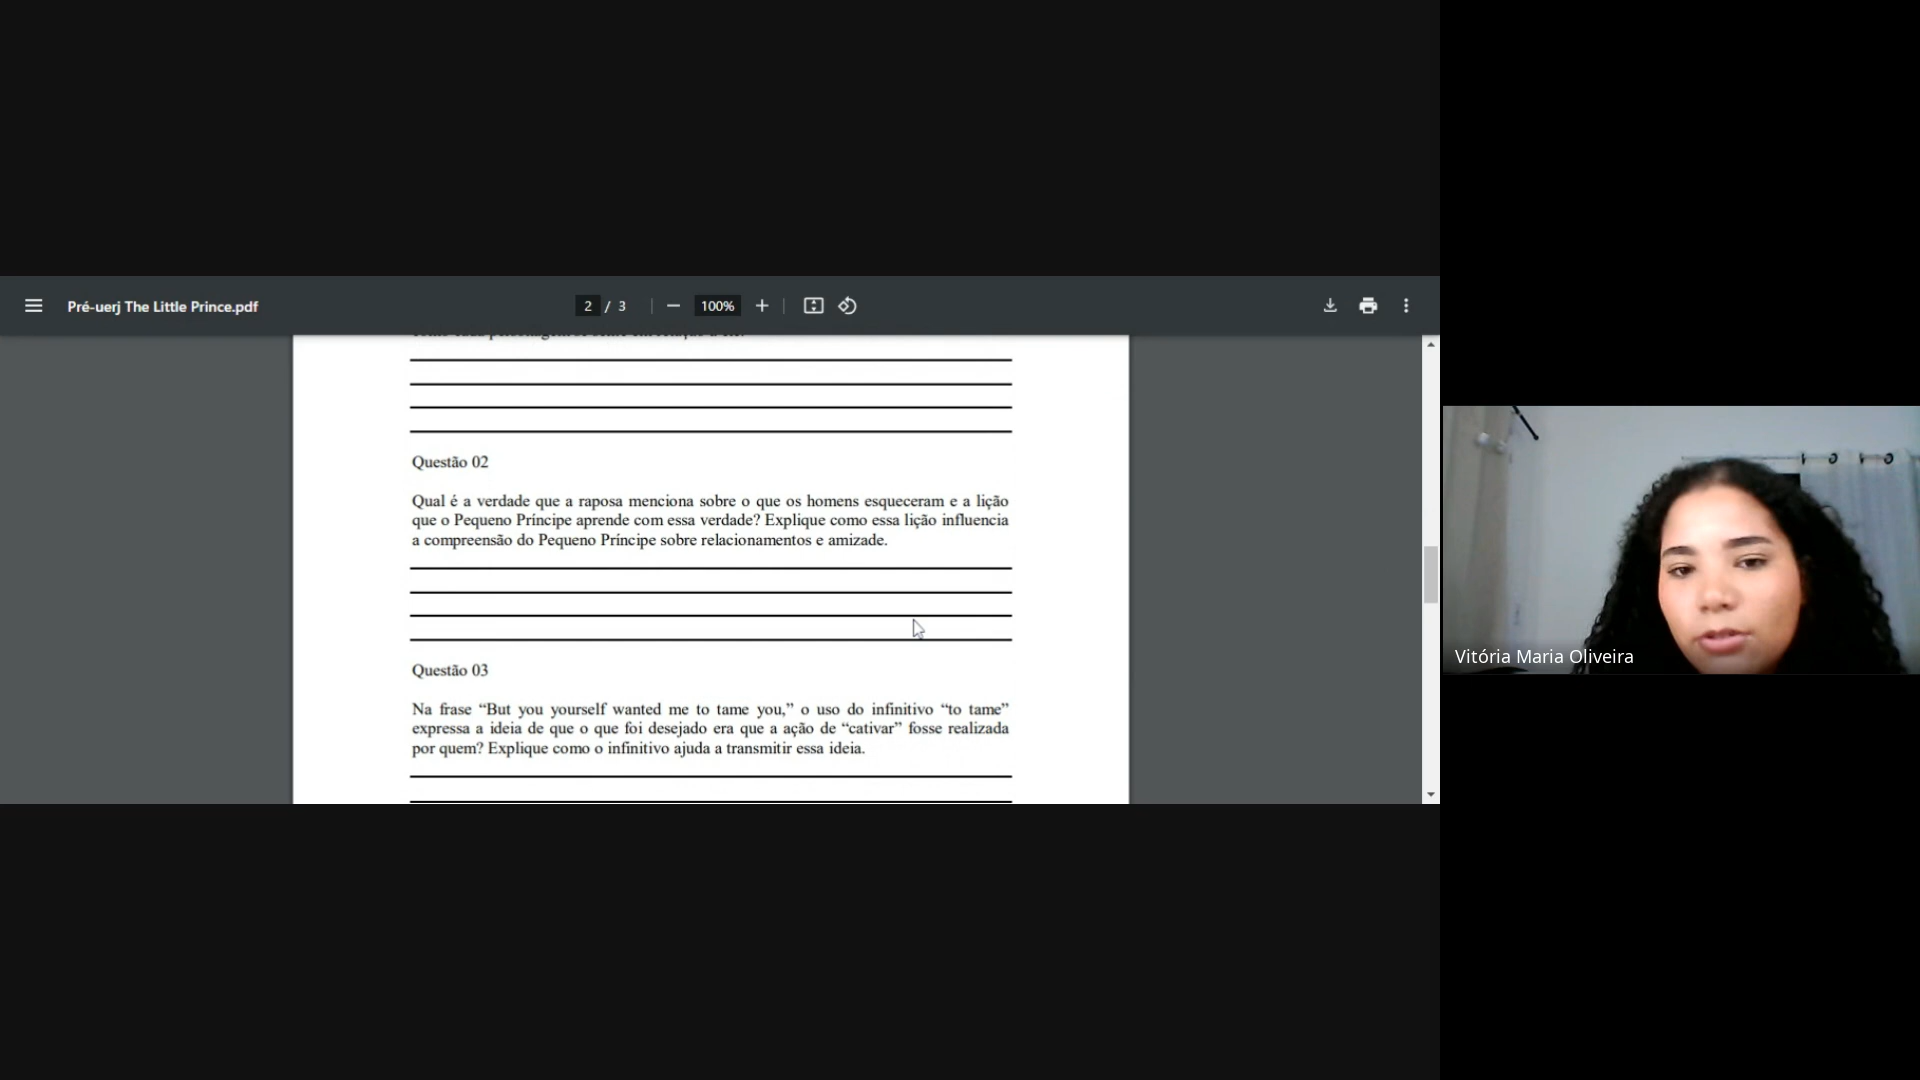 Pré-uerj The Little Prince.pdf
2 / 3
100%
Questão 02
Qual é a verdade que a raposa menciona sobre o que os homens esqueceram e a lição
que o Pequeno Príncipe aprende com essa verdade? Explique como essa lição influencia
a compreensão do Pequeno Príncipe sobre relacionamentos e amizade.
Questão 03
Na frase “But you yourself wanted me to tame you,” o uso do infinitivo “to tame”
expressa a ideia de que o que foi desejado era que a ação de “cativar” fosse realizada
por quem? Explique como o infinitivo ajuda a transmitir essa ideia.
Vitória Maria Oliveira